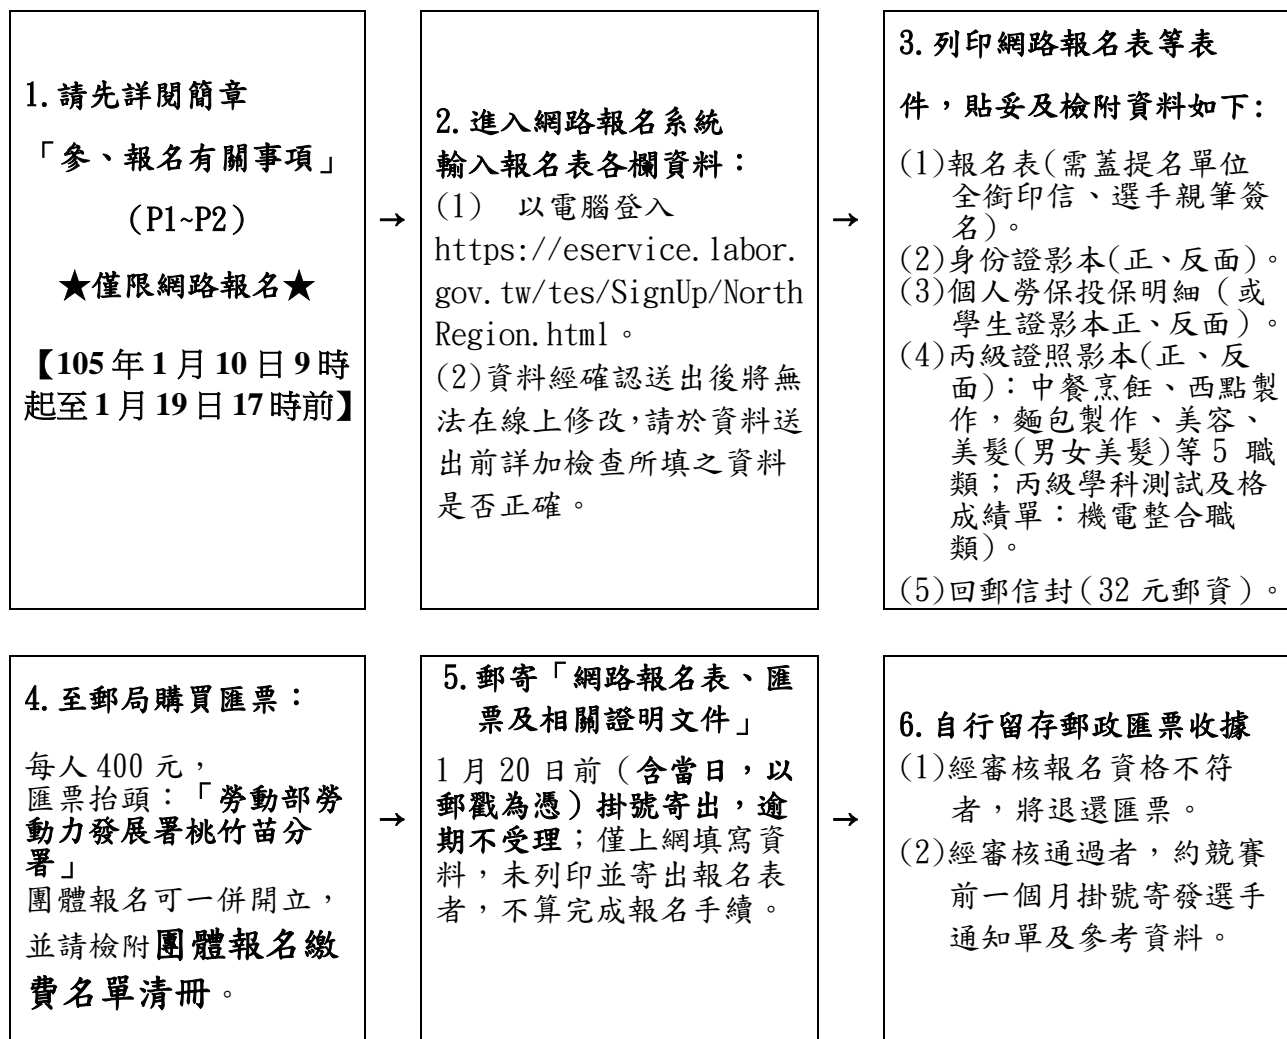 1.請先詳閱簡章
「參、報名有關事項」
(P1~P2)
★僅限網路報名★
【105年1月10日9時
起至1月19日17時前】
→
2.進入網路報名系統
輸入報名表各欄資料：
(1) 以電腦登入
https://eservice.labor.
gov.tw/tes/SignUp/North
Region.html。
(2)資料經確認送出後將無
法在線上修改，請於資料送
出前詳加檢查所填之資料
是否正確。
→
3.列印網路報名表等表
件，貼妥及檢附資料如下：
(1)報名表(需蓋提名單位
全銜印信、選手親筆簽
名)。
(2)身份證影本(正、反面)。
(3)個人勞保投保明細（或
學生證影本正、反面）。
(4)丙級證照影本(正、反
面)：中餐烹飪、西點製
作，麵包製作、美容、
美髮(男女美髮)等5 職
類；丙級學科測試及格
成績單：機電整合職
類)。
(5)回郵信封(32元郵資)。
4.至郵局購買匯票：
每人400元，
匯票抬頭：「勞動部勞
動力發展署桃竹苗分
署」
團體報名可一併開立，
並請檢附團體報名繳
費名單清冊。
→
5.郵寄「網路報名表、匯
票及相關證明文件」
1月20日前（含當日，以
郵戳為憑）掛號寄出，逾
期不受理；僅上網填寫資
料，未列印並寄出報名表
者，不算完成報名手續。
→
6.自行留存郵政匯票收據
(1)經審核報名資格不符
者，將退還匯票。
(2)經審核通過者，約競賽
前一個月掛號寄發選手
通知單及參考資料。